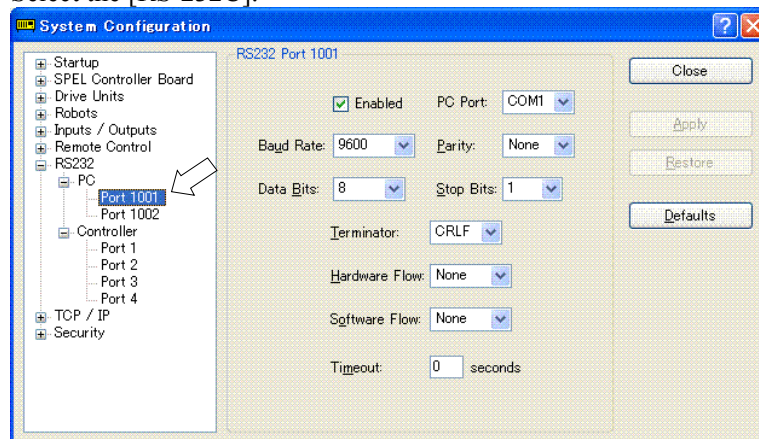 Select the [RS-232C].
System Configuration
Startup
SPEL Controller Board
Drive Units
Robots
Inputs / Outputs
Remote Control
RS232
PC
Port 1001
Port 1002
Controller
Port 1
Port 2
Port 3
Port 4
TCP / IP
Security
RS232 Port 1001
Enabled PC Port: COM1
Baud Rate: 9600 Parity: None
Data Bits: 8 Stop Bits: 1
Terminator: CRLF
Hardware Flow: None
Software Flow: None
Timeout: 0 seconds
Close
Apply
Restore
Defaults